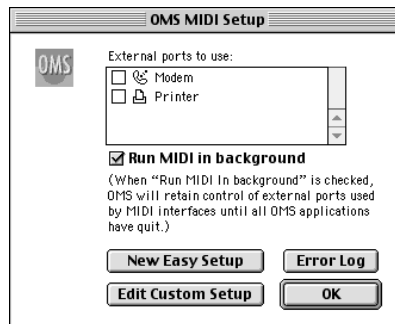 OMS MIDI Setup
OMS
External ports to use:
Modem
Printer
Run MIDI in background
(When “Run MIDI In background” is checked,
OMS will retain control of external ports used
by MIDI interfaces until all OMS applications
have quit.)
New Easy Setup
Error Log
Edit Custom Setup
OK